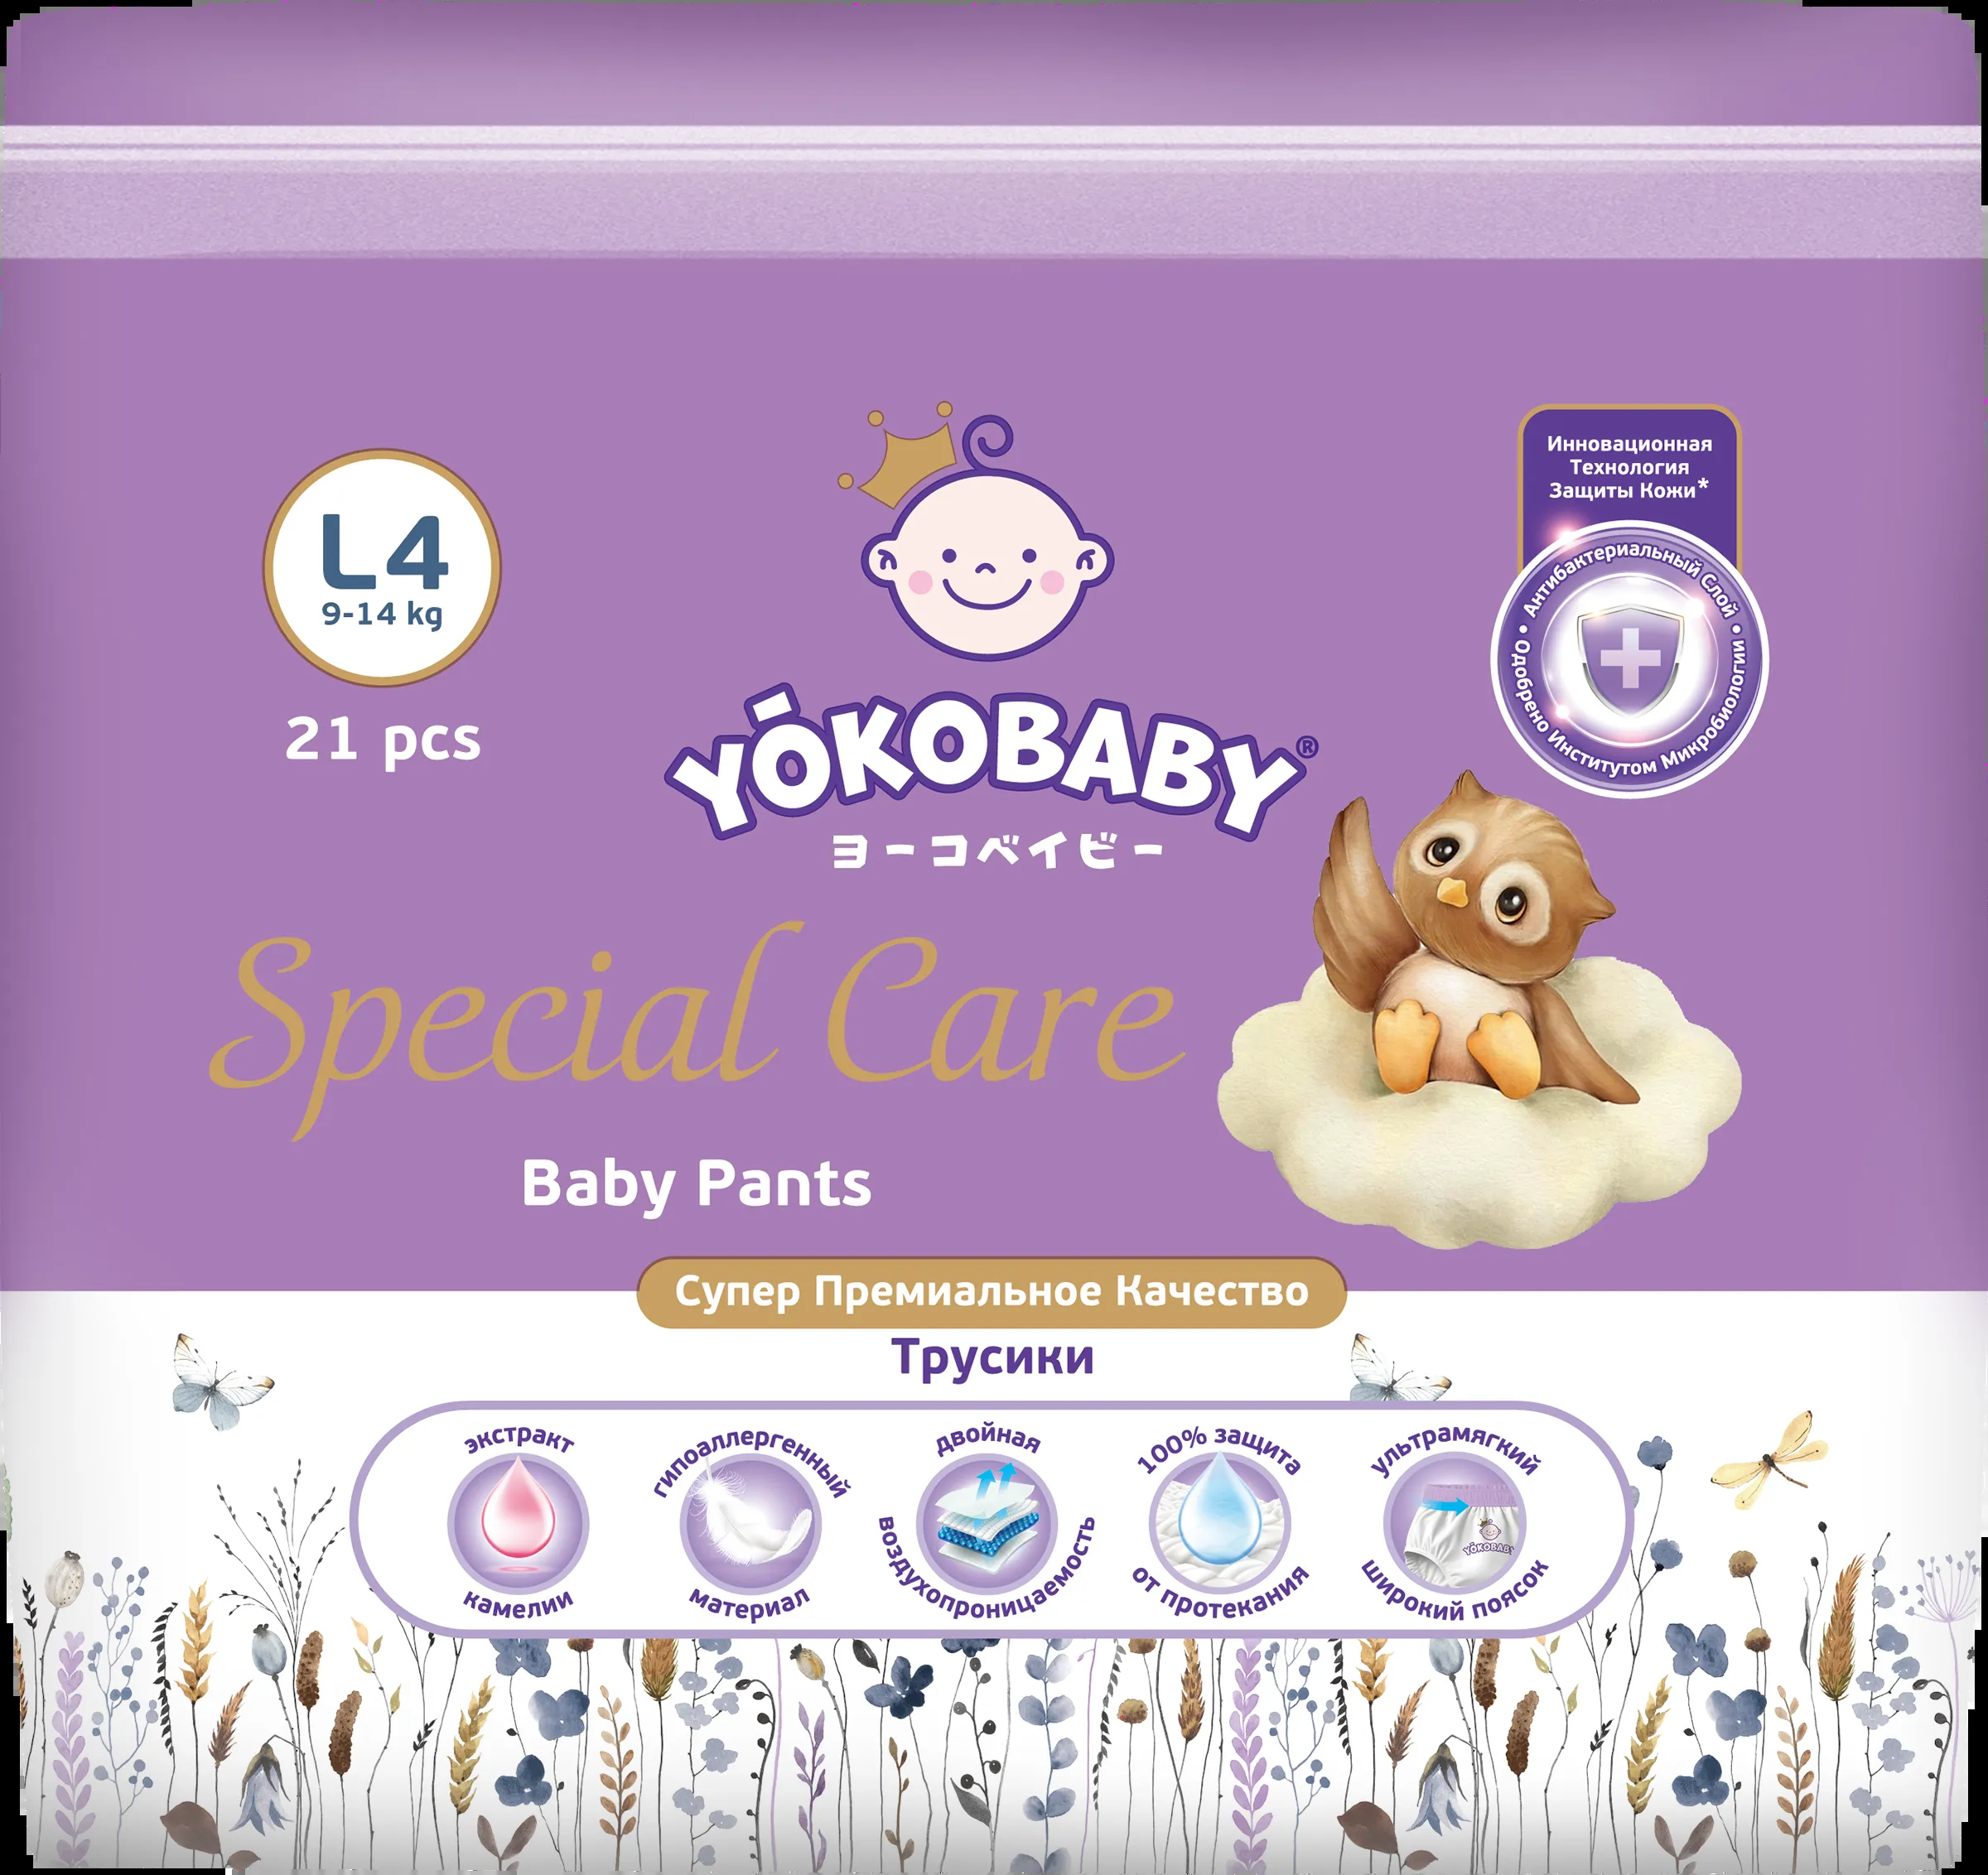 L4
9-14 kg
21 pcs
YŌKOBABY®
ヨーコベイビー
Инновационная
Технология
Защиты Кожи*
Антибактериальный Слой
• Одобрено Институтом Микробиологии •
Special Care
Baby Pants
Супер Премиальное Качество
Трусики
экстракт
камелии
гипоаллергенный
материал
двойная
воздухопроницаемость
100% защита
от протекания
ультрамягкий
широкий поясок
YŌKOBABY